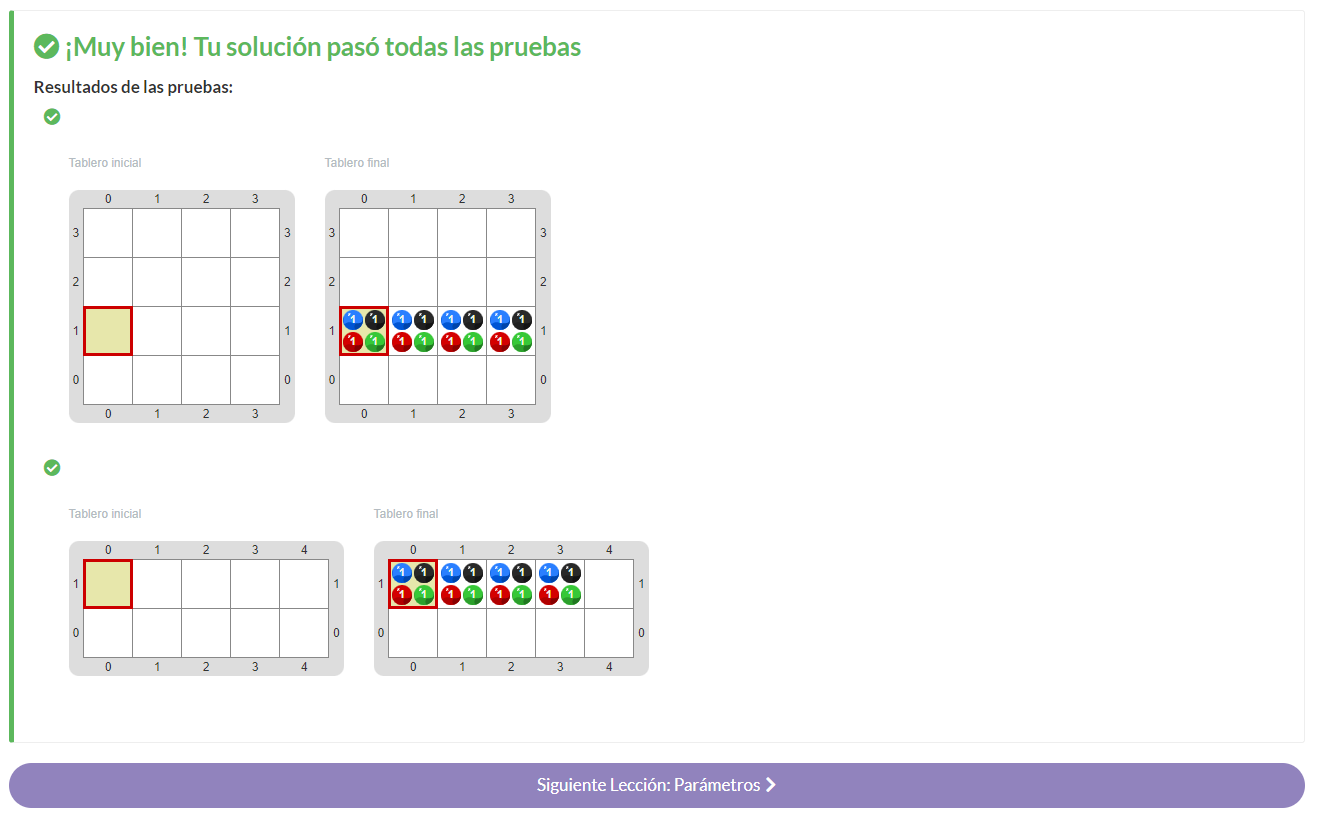 ¡Muy bien! Tu solución pasó todas las pruebas
Resultados de las pruebas:
Tablero inicial
Tablero final
0 1 2 3
0 1 2 3
3 3
3 3
2 2
2 2
1 1
1 1 1 1 1 1 1 1 1 1
1 1 1 1 1 1 1 1
0 0
0 0
0 1 2 3
0 1 2 3
Tablero inicial
Tablero final
0 1 2 3 4
0 1 2 3 4
1 1
1 1 1 1 1 1 1 1 1 1
1 1 1 1 1 1 1 1
0 0
0 0
0 1 2 3 4
0 1 2 3 4
Siguiente Lección: Parámetros